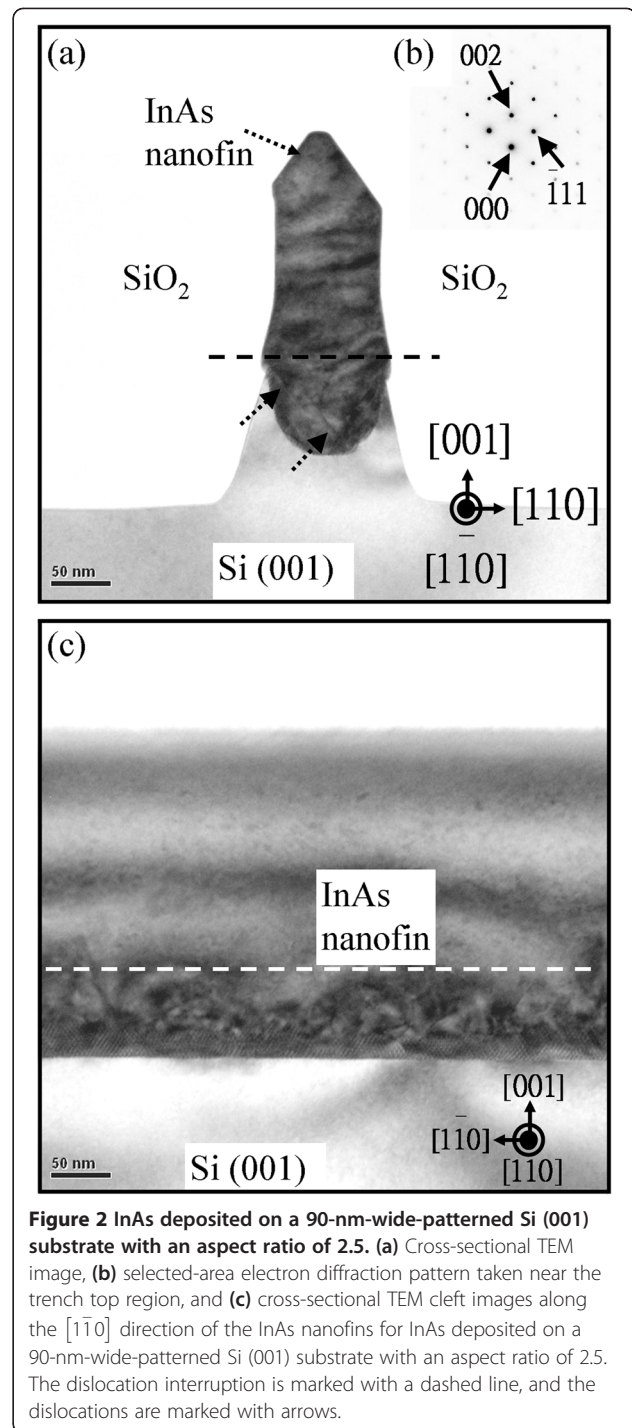 (a)
(b)
002
1̄11
000
InAs
nanofin
SiO₂
SiO₂
[001]
[110]
[11̄0]
50 nm
Si (001)
(c)
InAs
nanofin
[001]
[11̄0]
[110]
50 nm
Si (001)
Figure 2 InAs deposited on a 90-nm-wide-patterned Si (001)
substrate with an aspect ratio of 2.5. (a) Cross-sectional TEM
image, (b) selected-area electron diffraction pattern taken near the
trench top region, and (c) cross-sectional TEM cleft images along
the [11̄0] direction of the InAs nanofins for InAs deposited on a
90-nm-wide-patterned Si (001) substrate with an aspect ratio of 2.5.
The dislocation interruption is marked with a dashed line, and the
dislocations are marked with arrows.